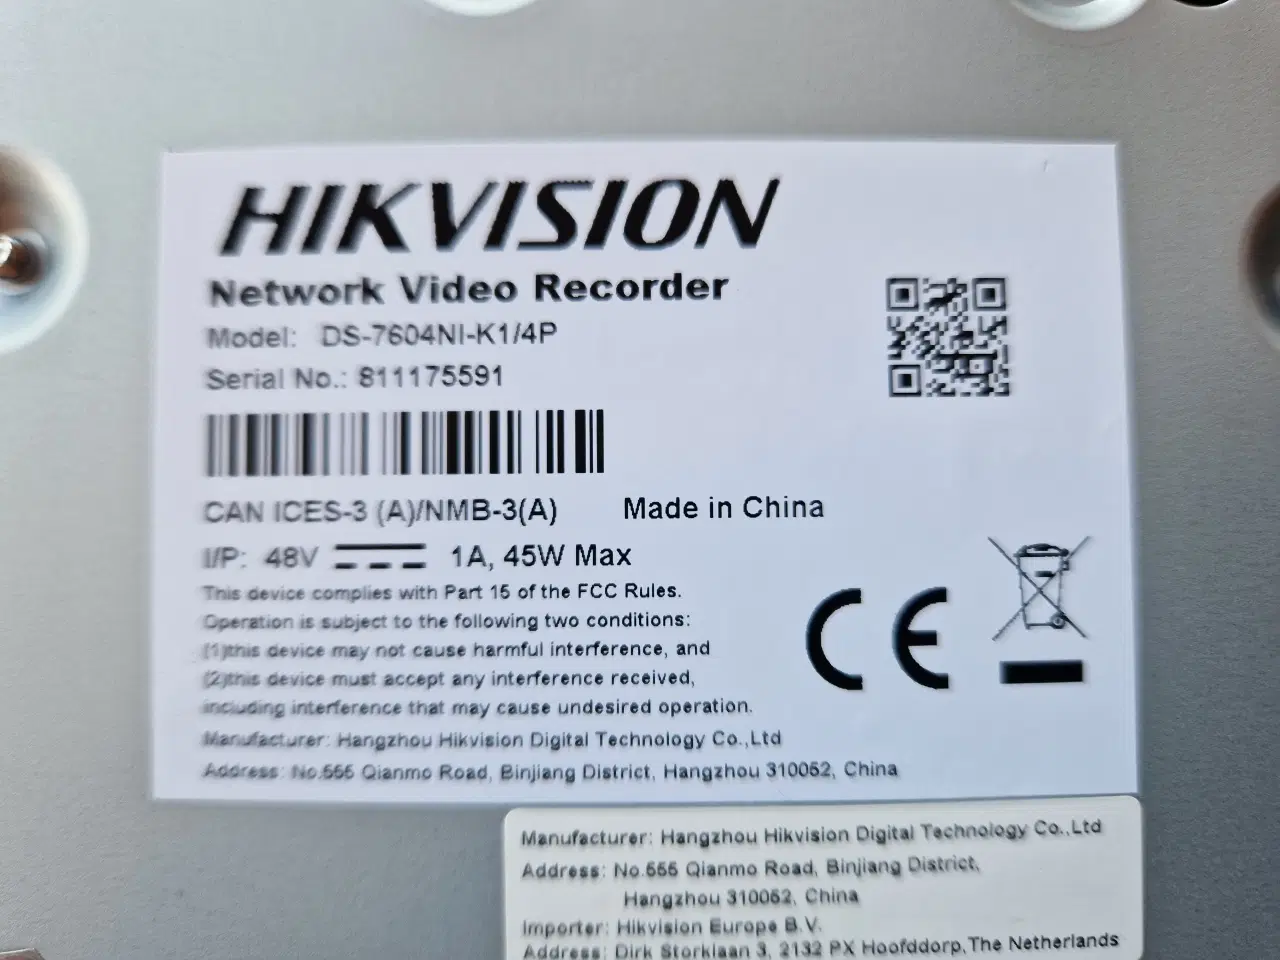 HIKVISION
Network Video Recorder
Model: DS-7604NI-K1/4P
Serial No.: 811175591
CAN ICES-3 (A)/NMB-3(A) Made in China
I/P: 48V 1A, 45W Max
This device complies with Part 15 of the FCC Rules.
Operation is subject to the following two conditions:
(1)this device may not cause harmful interference, and
(2)this device must accept any interference received,
including interference that may cause undesired operation.
Manufacturer: Hangzhou Hikvision Digital Technology Co.,Ltd
Address: No.555 Qianmo Road, Binjiang District, Hangzhou 310052, China
CE
Manufacturer: Hangzhou Hikvision Digital Technology Co.,Ltd
Address: No.555 Qianmo Road, Binjiang District,
Hangzhou 310052, China
Importer: Hikvision Europe B.V.
Address: Dirk Storklaan 3, 2132 PX Hoofddorp,The Netherlands